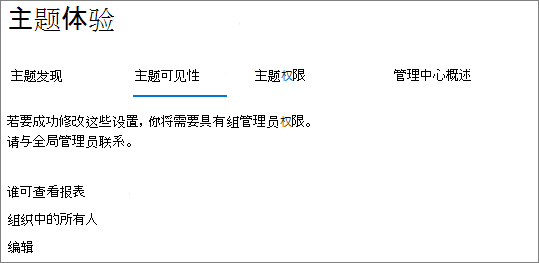 主题体验
主题发现 主题可见性 主题权限 管理中心概述
若要成功修改这些设置，你将需要具有组管理员权限。
请与全局管理员联系。
谁可查看报表
组织中的所有人
编辑